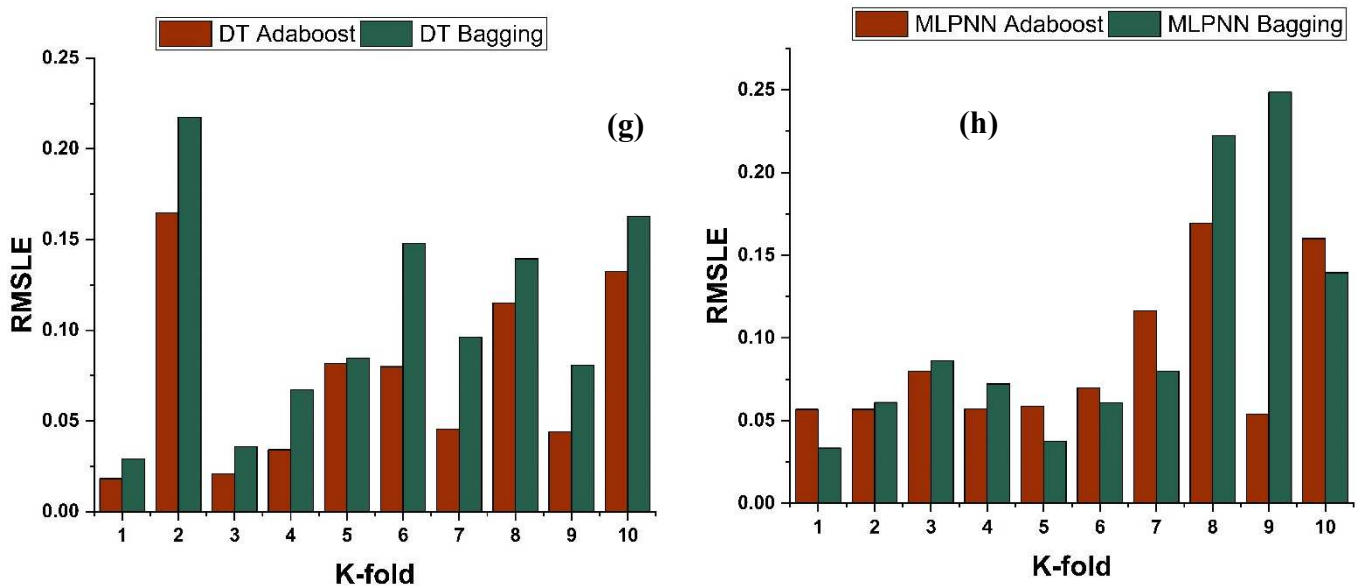 DT Adaboost DT Bagging
0.25
0.20
0.15
0.10
0.05
0.00
RMSLE
(g)
1 2 3 4 5 6 7 8 9 10
K-fold
MLPNN Adaboost MLPNN Bagging
0.25
0.20
0.15
0.10
0.05
0.00
RMSLE
(h)
1 2 3 4 5 6 7 8 9 10
K-fold